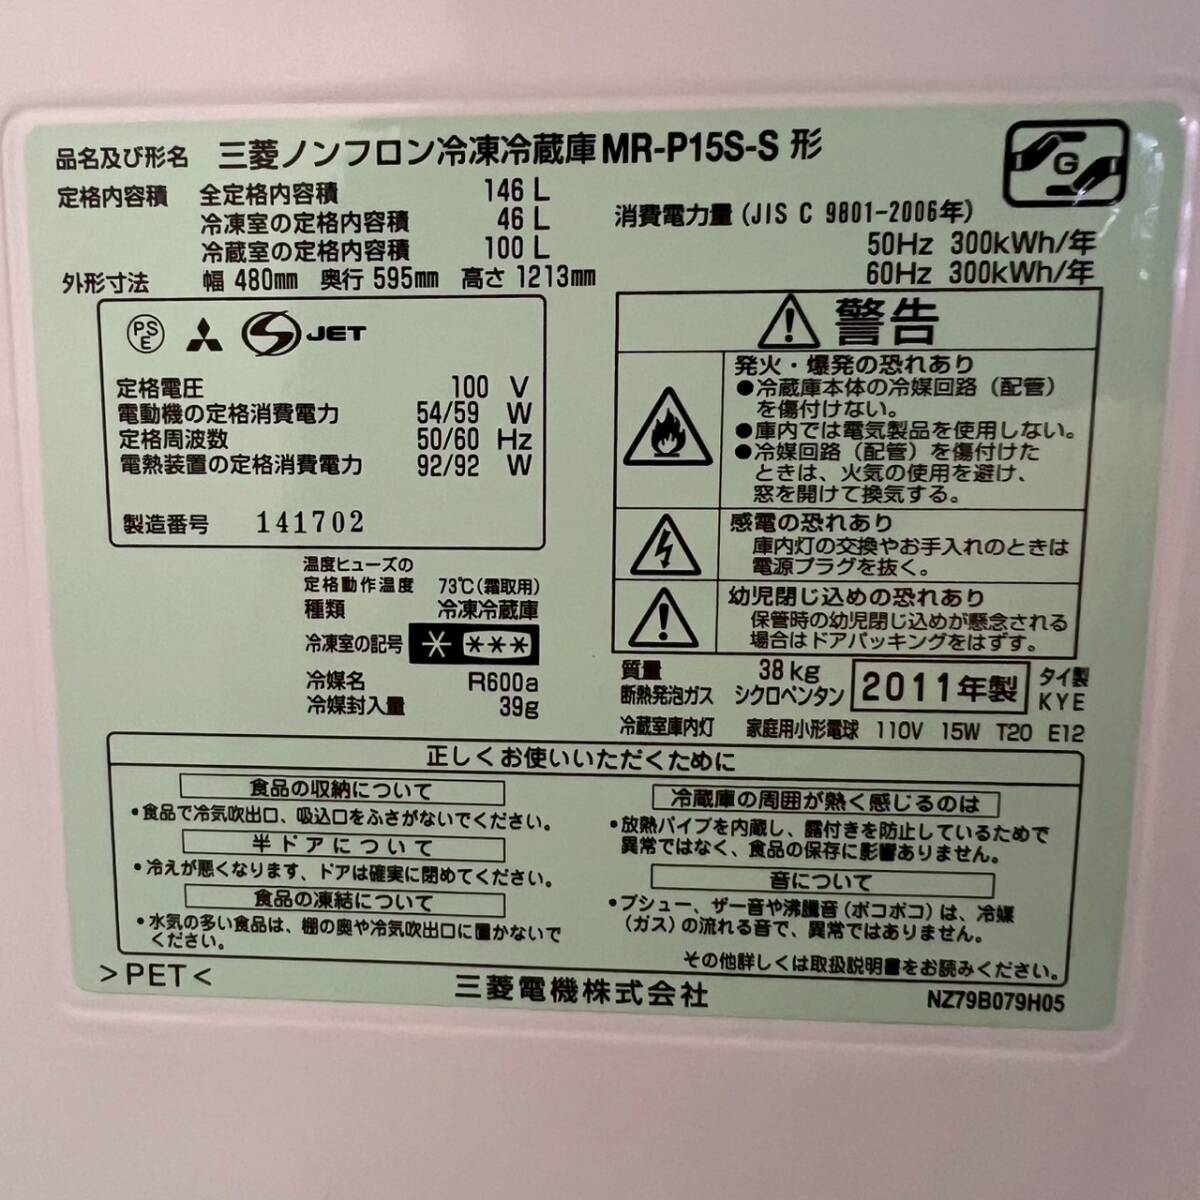 品名及び形名 三菱ノンフロン冷凍冷蔵庫 MR-P15S-S 形
定格内容積 全定格内容積 146 L
冷凍室の定格内容積 46 L
冷蔵室の定格内容積 100 L
外形寸法 幅 480mm 奥行 595mm 高さ 1213mm
G
消費電力量 (JIS C 9801-2006年)
50Hz 300kWh/年
60Hz 300kWh/年
PS
E
S JET
定格電圧 100 V
電動機の定格消費電力 54/59 W
定格周波数 50/60 Hz
電熱装置の定格消費電力 92/92 W
製造番号 141702
温度ヒューズの
定格動作温度 73℃(霜取用)
種類 冷凍冷蔵庫
冷凍室の記号 * ***
冷媒名 R600a
冷媒封入量 39g
警告
発火・爆発の恐れあり
●冷蔵庫本体の冷媒回路(配管)
を傷付けない。
●庫内では電気製品を使用しない。
●冷媒回路(配管)を傷付けた
ときは、火気の使用を避け、
窓を開けて換気する。
感電の恐れあり
庫内灯の交換やお手入れのときは
電源プラグを抜く。
幼児閉じ込めの恐れあり
保管時の幼児閉じ込めが懸念される
場合はドアパッキングをはずす。
質量 38kg
断熱発泡ガス シクロペンタン
2011年製
タイ製
KYE
冷蔵室庫内灯 家庭用小形電球 110V 15W T20 E12
正しくお使いいただくために
食品の収納について
・食品で冷気吹出口、吸込口をふさがないでください。
半ドアについて
・冷えが悪くなります、ドアは確実に閉めてください。
食品の凍結について
・水気の多い食品は、棚の奥や冷気吹出口に置かないで
ください。
冷蔵庫の周囲が熱く感じるのは
・放熱パイプを内蔵し、露付きを防止しているためで
異常ではなく、食品の保存に影響ありません。
音について
・プシュー、ザー音や沸騰音(ポコポコ)は、冷媒
(ガス)の流れる音で、異常ではありません。
その他詳しくは取扱説明書をお読みください。
>PET<
三菱電機株式会社
NZ79B079H05